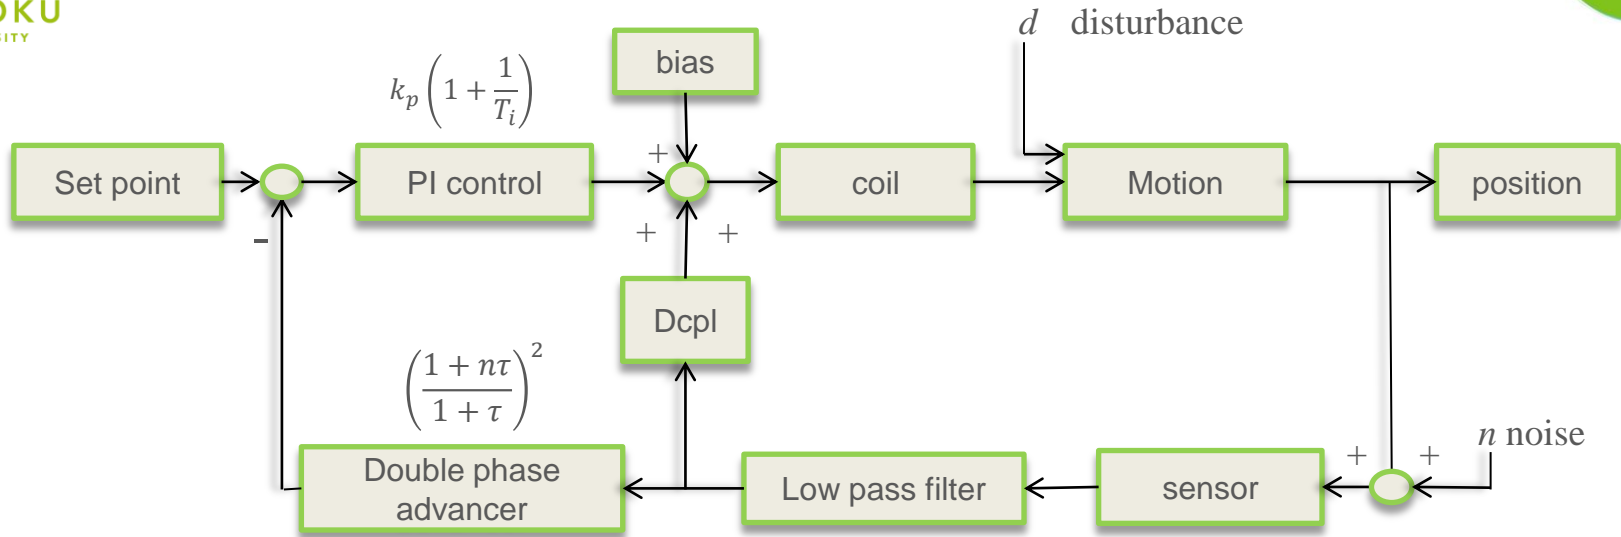 SITY
d disturbance
bias
k_p(1 + 1/T_i)
Set point
PI control
+
coil
Motion
position
-
+ +
Dcpl
((1 + nτ)/(1 + τ))^2
n noise
+ +
Double phase
advancer
Low pass filter
sensor